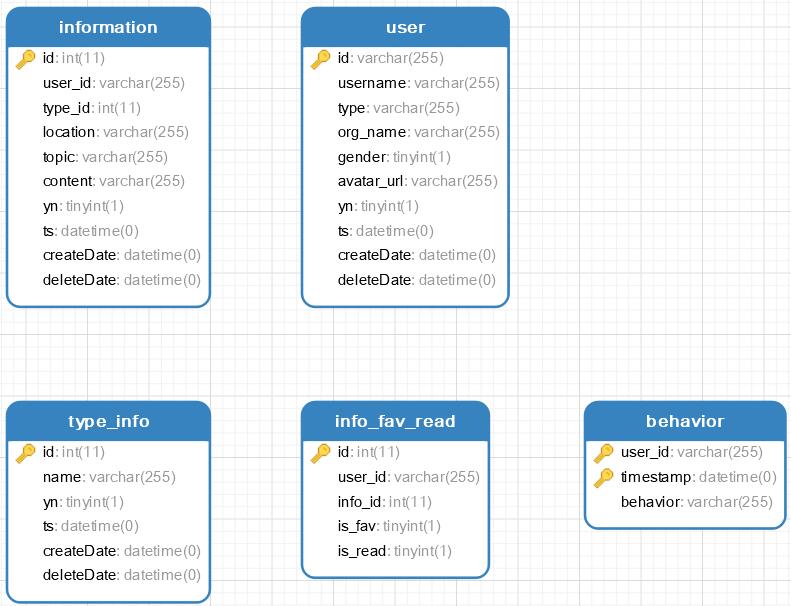 information
id: int(11)
user_id: varchar(255)
type_id: int(11)
location: varchar(255)
topic: varchar(255)
content: varchar(255)
yn: tinyint(1)
ts: datetime(0)
createDate: datetime(0)
deleteDate: datetime(0)
user
id: varchar(255)
username: varchar(255)
type: varchar(255)
org_name: varchar(255)
gender: tinyint(1)
avatar_url: varchar(255)
yn: tinyint(1)
ts: datetime(0)
createDate: datetime(0)
deleteDate: datetime(0)
type_info
id: int(11)
name: varchar(255)
yn: tinyint(1)
ts: datetime(0)
createDate: datetime(0)
deleteDate: datetime(0)
info_fav_read
id: int(11)
user_id: varchar(255)
info_id: int(11)
is_fav: tinyint(1)
is_read: tinyint(1)
behavior
user_id: varchar(255)
timestamp: datetime(0)
behavior: varchar(255)